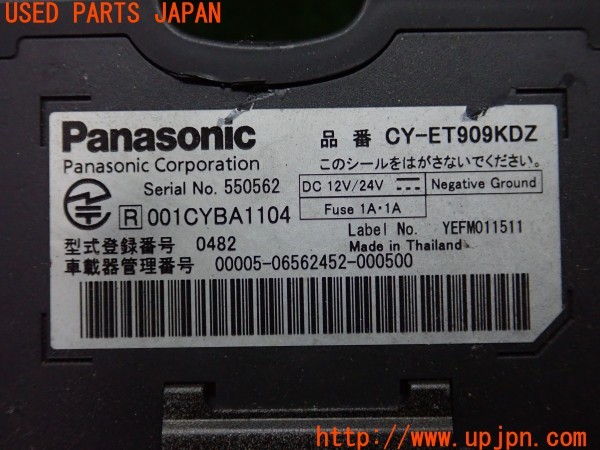 USED PARTS JAPAN
Panasonic
品番 CY-ET909KDZ
Panasonic Corporation
このシールをはがさないでください。
Serial No. 550562
DC 12V/24V
Negative Ground
Fuse 1A・1A
R 001CYBA1104
Label No. YEFM011511
型式登録番号 0482
Made in Thailand
車載器管理番号 00005-06562452-000500
http://www.upjpn.com/